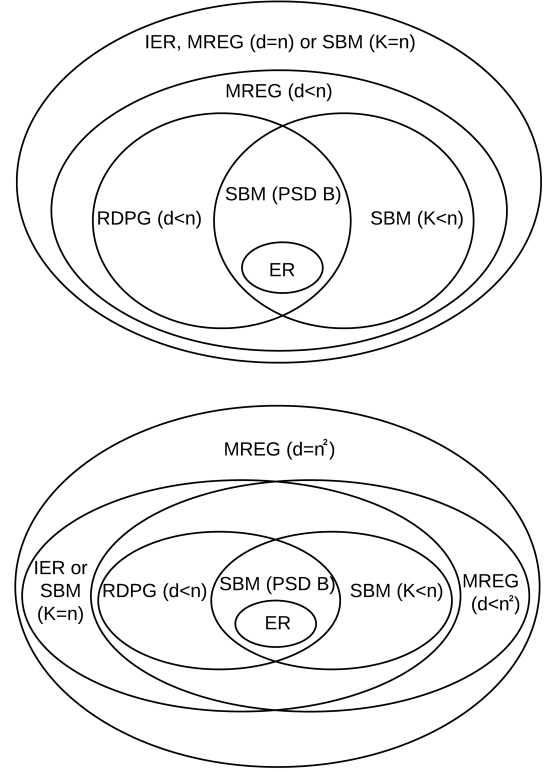 IER, MREG (d=n) or SBM (K=n)
MREG (d<n)
SBM (PSD B)
RDPG (d<n)
SBM (K<n)
ER
MREG (d=n²)
IER or
SBM
(K=n)
RDPG (d<n)
SBM (PSD B)
SBM (K<n)
MREG
(d<n²)
ER